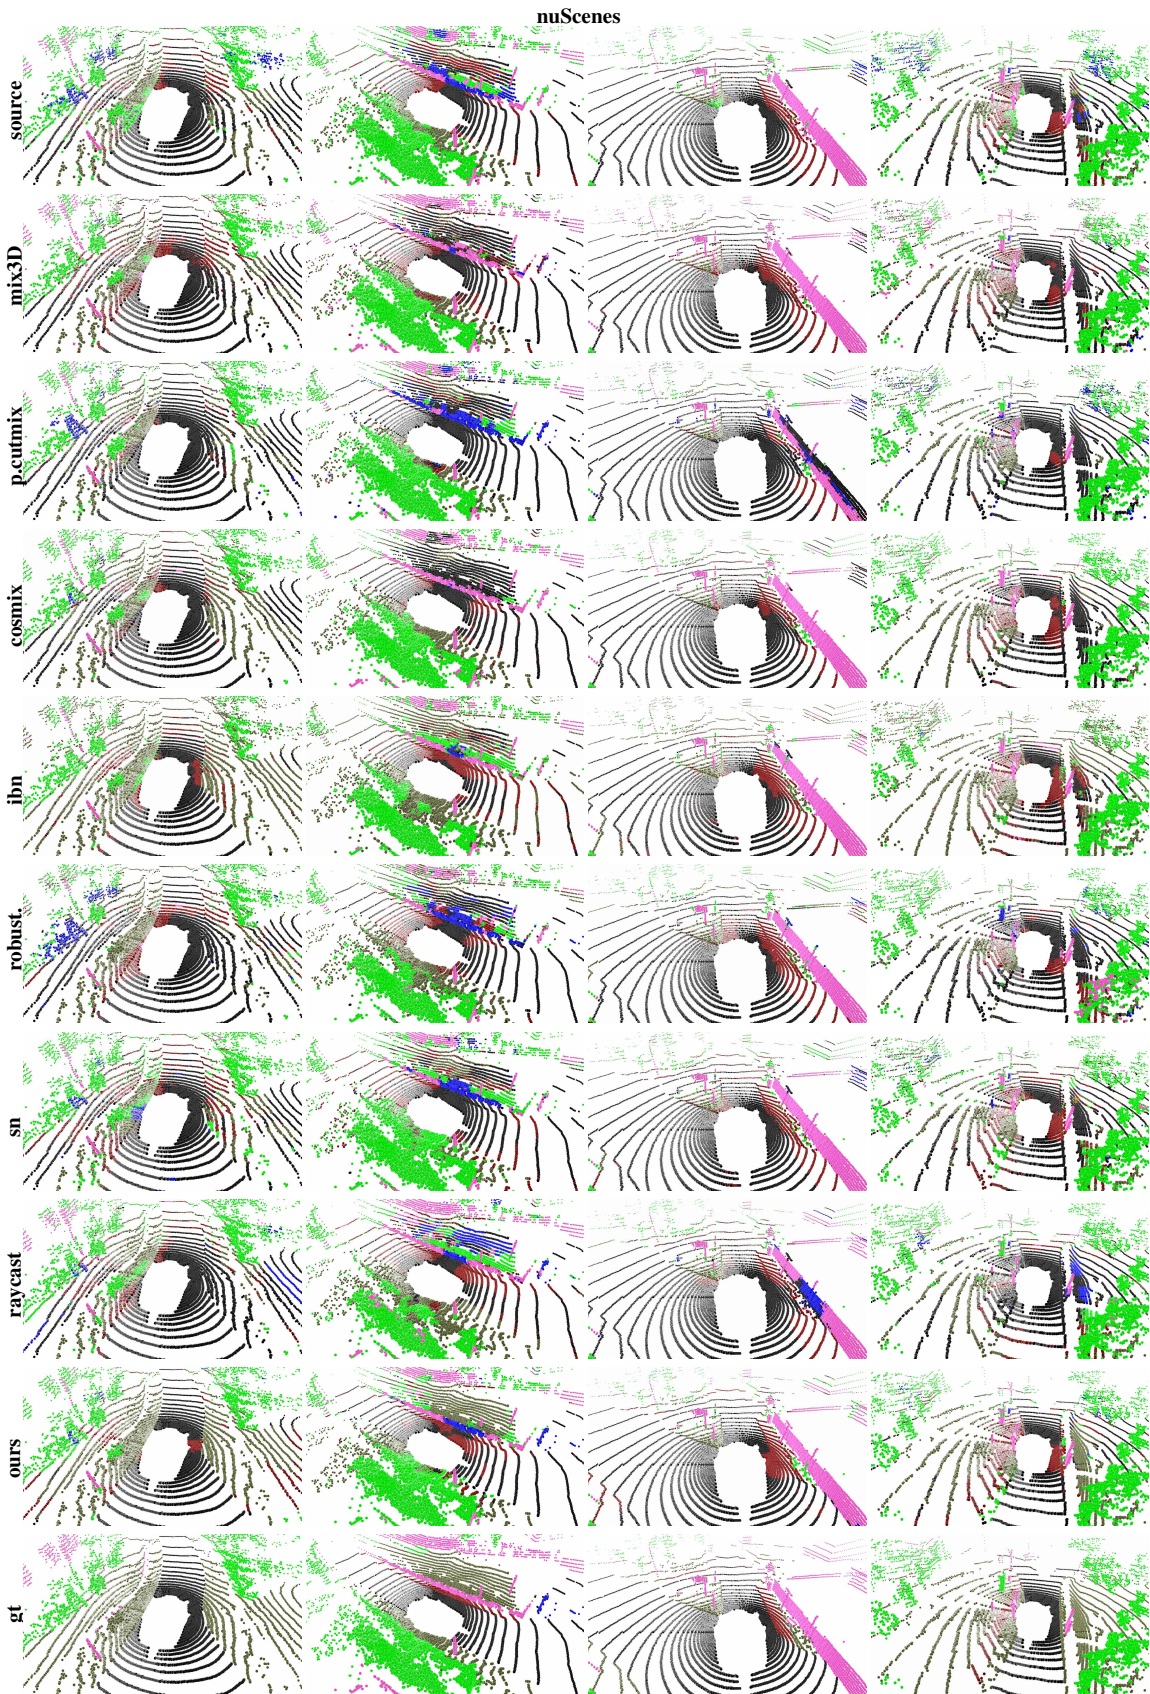 nuScenes
source
mix3D
p.cutmix
cosmix
ibn
robust.
sn
raycast
ours
gt